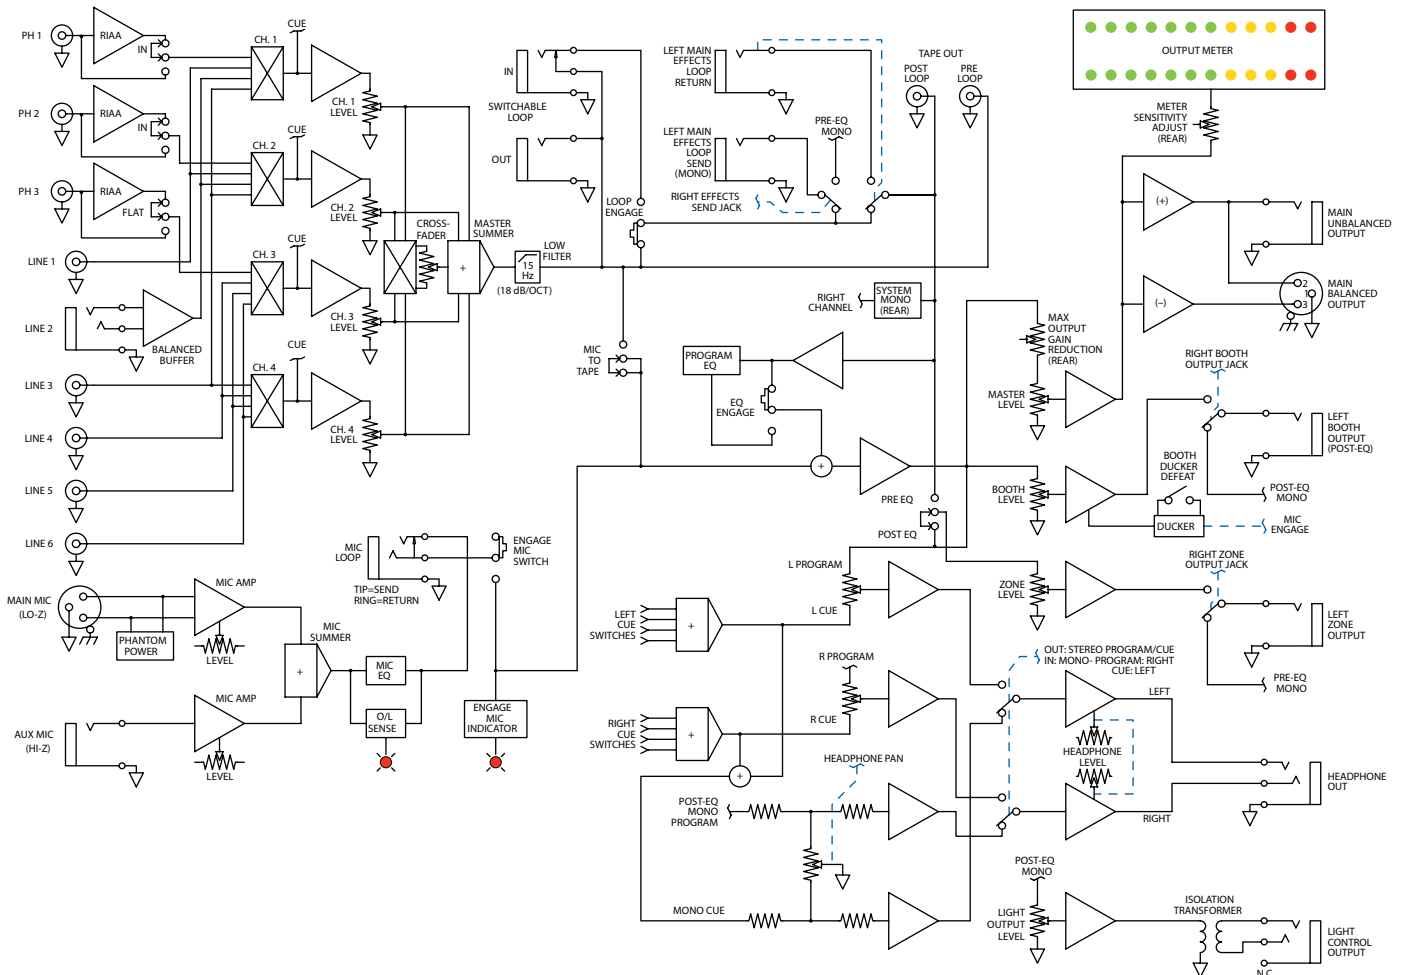 PH 1
RIAA
IN
CH. 1
CUE
CH. 1
LEVEL
PH 2
RIAA
IN
CH.2
CUE
CH. 2
LEVEL
PH 3
RIAA
FLAT
CH. 3
CUE
CH. 3
LEVEL
LINE 1
LINE 2
BALANCED
BUFFER
CH. 4
CUE
CH. 4
LEVEL
LINE 3
LINE 4
LINE 5
LINE 6
CROSS-
FADER
MASTER
SUMMER
+
15
Hz
LOW
FILTER
(18 dB/OCT)
IN
SWITCHABLE
LOOP
OUT
LOOP
ENGAGE
LEFT MAIN
EFFECTS
LOOP
RETURN
LEFT MAIN
EFFECTS
LOOP
SEND
(MONO)
RIGHT EFFECTS
SEND JACK
PRE-EQ
MONO
TAPE OUT
POST
LOOP
PRE
LOOP
OUTPUT METER
METER
SENSITIVITY
ADJUST
(REAR)
(+)
(–)
MAIN
UNBALANCED
OUTPUT
2
1
3
MAIN
BALANCED
OUTPUT
RIGHT
CHANNEL
SYSTEM
MONO
(REAR)
MAX
OUTPUT
GAIN
REDUCTION
(REAR)
MIC
TO
TAPE
PROGRAM
EQ
EQ
ENGAGE
+
MASTER
LEVEL
RIGHT BOOTH
OUTPUT JACK
LEFT
BOOTH
OUTPUT
(POST-EQ)
BOOTH
DUCKER
DEFEAT
BOOTH
LEVEL
POST-EQ
MONO
DUCKER
MIC
ENGAGE
PRE EQ
POST EQ
MIC
LOOP
TIP=SEND
RING=RETURN
ENGAGE
MIC
SWITCH
L PROGRAM
L CUE
ZONE
LEVEL
RIGHT ZONE
OUTPUT JACK
LEFT
ZONE
OUTPUT
PRE-EQ
MONO
MAIN MIC
(LO-Z)
PHANTOM
POWER
MIC AMP
LEVEL
MIC
SUMMER
+
MIC
EQ
O/L
SENSE
ENGAGE
MIC
INDICATOR
AUX MIC
(HI-Z)
MIC AMP
LEVEL
LEFT
CUE
SWITCHES
+
RIGHT
CUE
SWITCHES
+
+
R PROGRAM
R CUE
OUT: STEREO PROGRAM/CUE
IN: MONO- PROGRAM: RIGHT
CUE: LEFT
LEFT
HEADPHONE
LEVEL
RIGHT
HEADPHONE
OUT
HEADPHONE PAN
POST-EQ
MONO
PROGRAM
MONO CUE
POST-EQ
MONO
LIGHT
OUTPUT
LEVEL
ISOLATION
TRANSFORMER
LIGHT
CONTROL
OUTPUT
N.C.